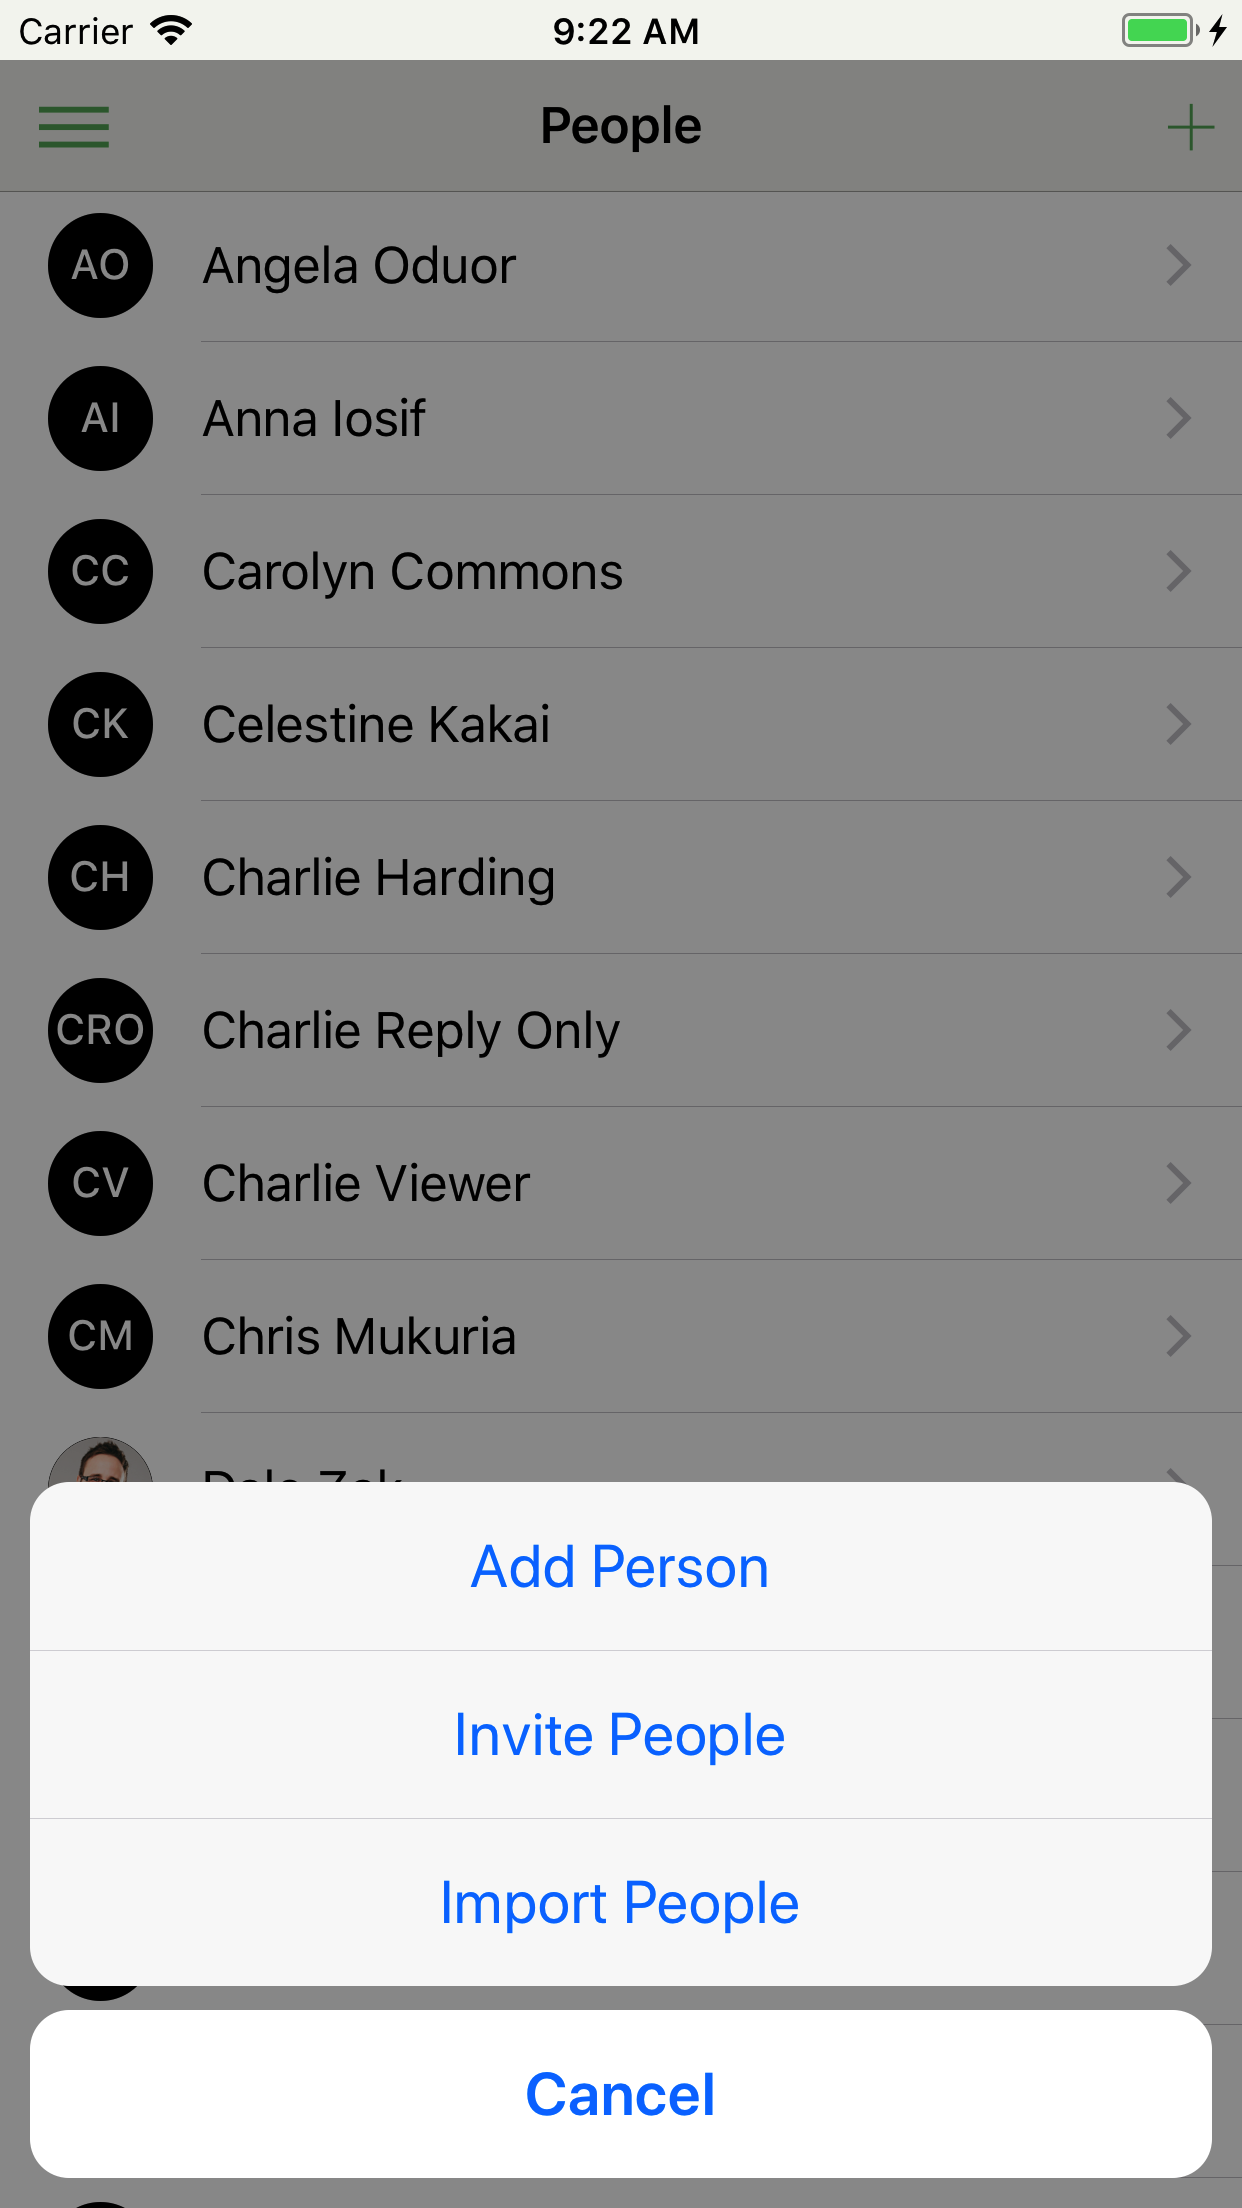 Carrier 9:22 AM
People
AO Angela Oduor
AI Anna Iosif
CC Carolyn Commons
CK Celestine Kakai
CH Charlie Harding
CRO Charlie Reply Only
CV Charlie Viewer
CM Chris Mukuria
Add Person
Invite People
Import People
Cancel